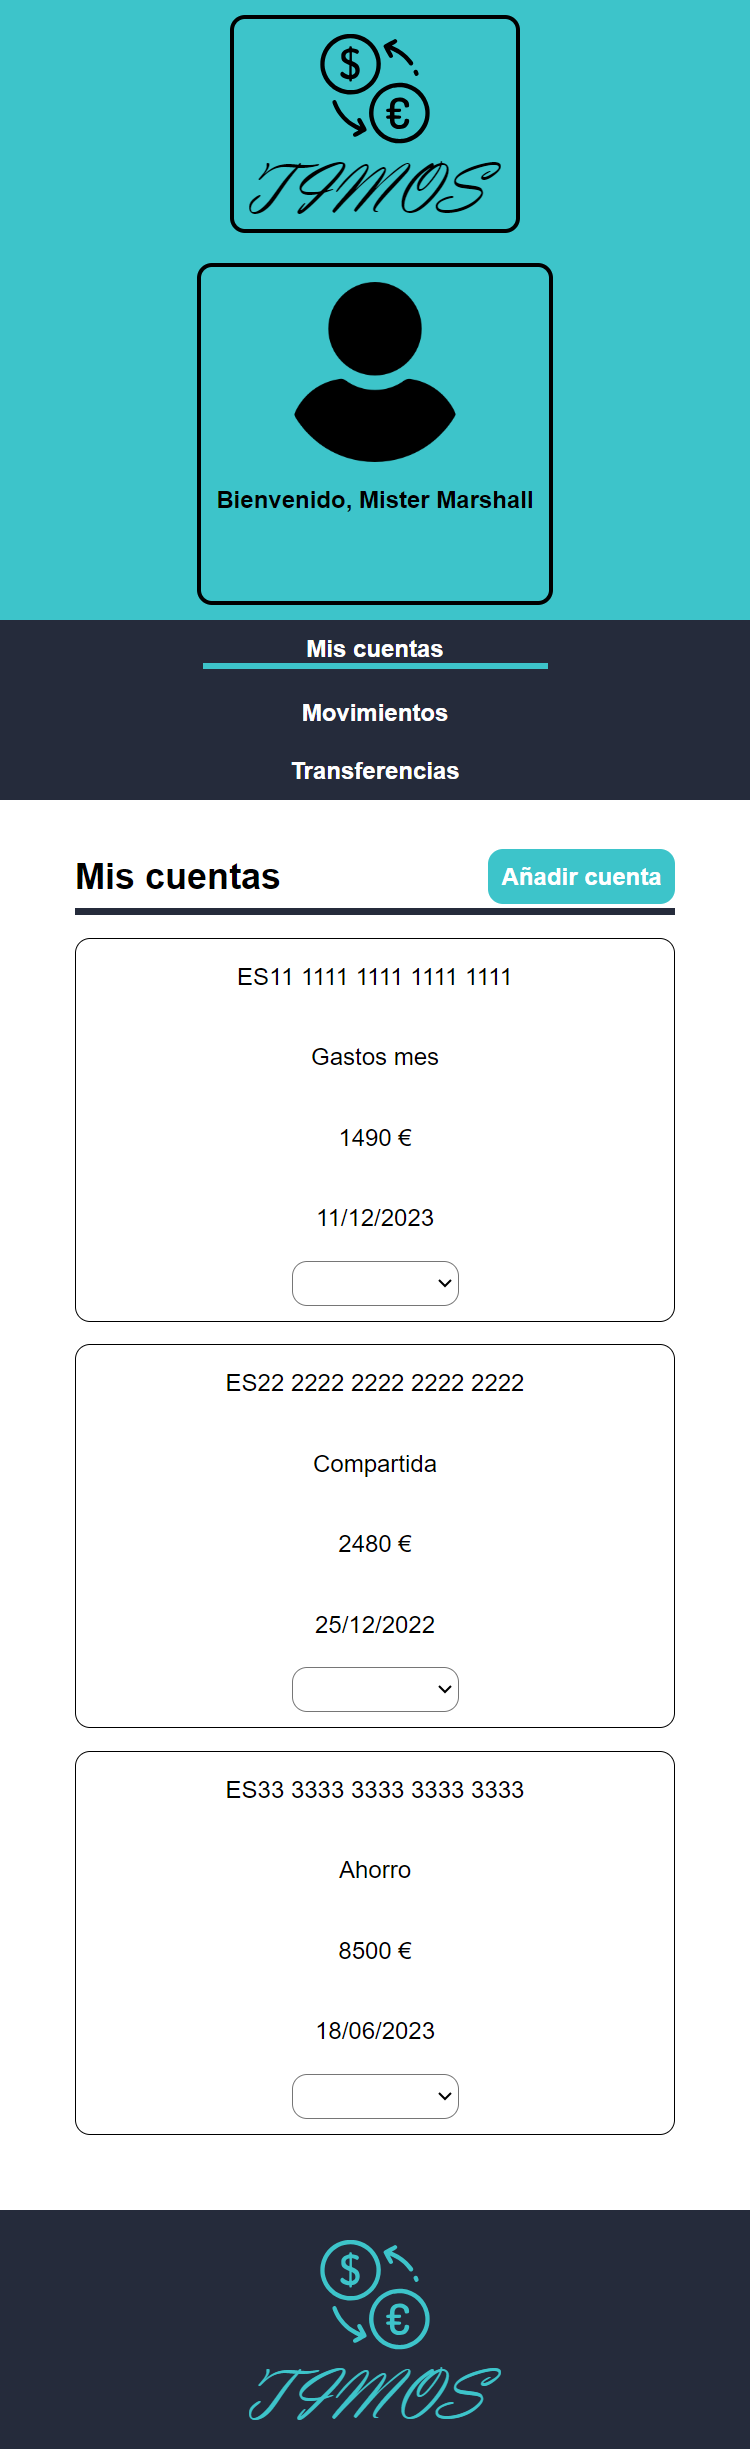 $
€
TIMOS
Bienvenido, Mister Marshall
Mis cuentas
Movimientos
Transferencias
Mis cuentas
Añadir cuenta
ES11 1111 1111 1111 1111
Gastos mes
1490 €
11/12/2023
ES22 2222 2222 2222 2222
Compartida
2480 €
25/12/2022
ES33 3333 3333 3333 3333
Ahorro
8500 €
18/06/2023
$
€
TIMOS